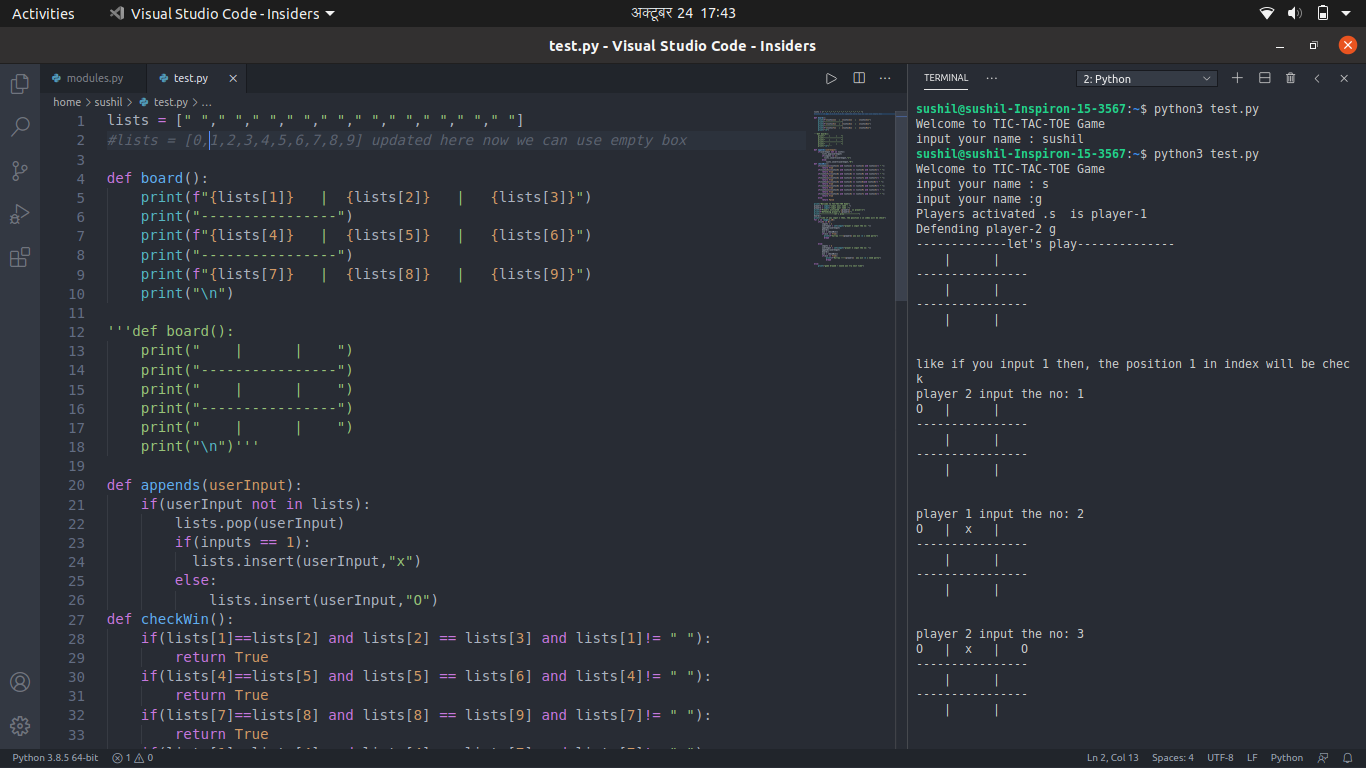 Activities Visual Studio Code - Insiders अक्टूबर 24 17:43
test.py - Visual Studio Code - Insiders
modules.py test.py
home > sushil > test.py > ...
1 lists = [" "," "," "," "," "," "," "," "," "," "]
2 #lists = [0,1,2,3,4,5,6,7,8,9] updated here now we can use empty box
3
4 def board():
5 print(f"{lists[1]} | {lists[2]} | {lists[3]}")
6 print("----------------")
7 print(f"{lists[4]} | {lists[5]} | {lists[6]}")
8 print("----------------")
9 print(f"{lists[7]} | {lists[8]} | {lists[9]}")
10 print("\n")
11
12 '''def board():
13 print(" | | ")
14 print("----------------")
15 print(" | | ")
16 print("----------------")
17 print(" | | ")
18 print("\n")'''
19
20 def appends(userInput):
21 if(userInput not in lists):
22 lists.pop(userInput)
23 if(inputs == 1):
24 lists.insert(userInput,"x")
25 else:
26 lists.insert(userInput,"O")
27 def checkWin():
28 if(lists[1]==lists[2] and lists[2] == lists[3] and lists[1]!= " "):
29 return True
30 if(lists[4]==lists[5] and lists[5] == lists[6] and lists[4]!= " "):
31 return True
32 if(lists[7]==lists[8] and lists[8] == lists[9] and lists[7]!= " "):
33 return True
TERMINAL ... 2: Python
sushil@sushil-Inspiron-15-3567:~$ python3 test.py
Welcome to TIC-TAC-TOE Game
input your name : sushil
sushil@sushil-Inspiron-15-3567:~$ python3 test.py
Welcome to TIC-TAC-TOE Game
input your name : s
input your name :g
Players activated .s is player-1
Defending player-2 g
-------------let's play--------------
| |
----------------
| |
----------------
| |
like if you input 1 then, the position 1 in index will be chec
k
player 2 input the no: 1
O | |
----------------
| |
----------------
| |
player 1 input the no: 2
O | x |
----------------
| |
----------------
| |
player 2 input the no: 3
O | x | O
----------------
| |
----------------
| |
Python 3.8.5 64-bit 1 0 Ln 2, Col 13 Spaces: 4 UTF-8 LF Python